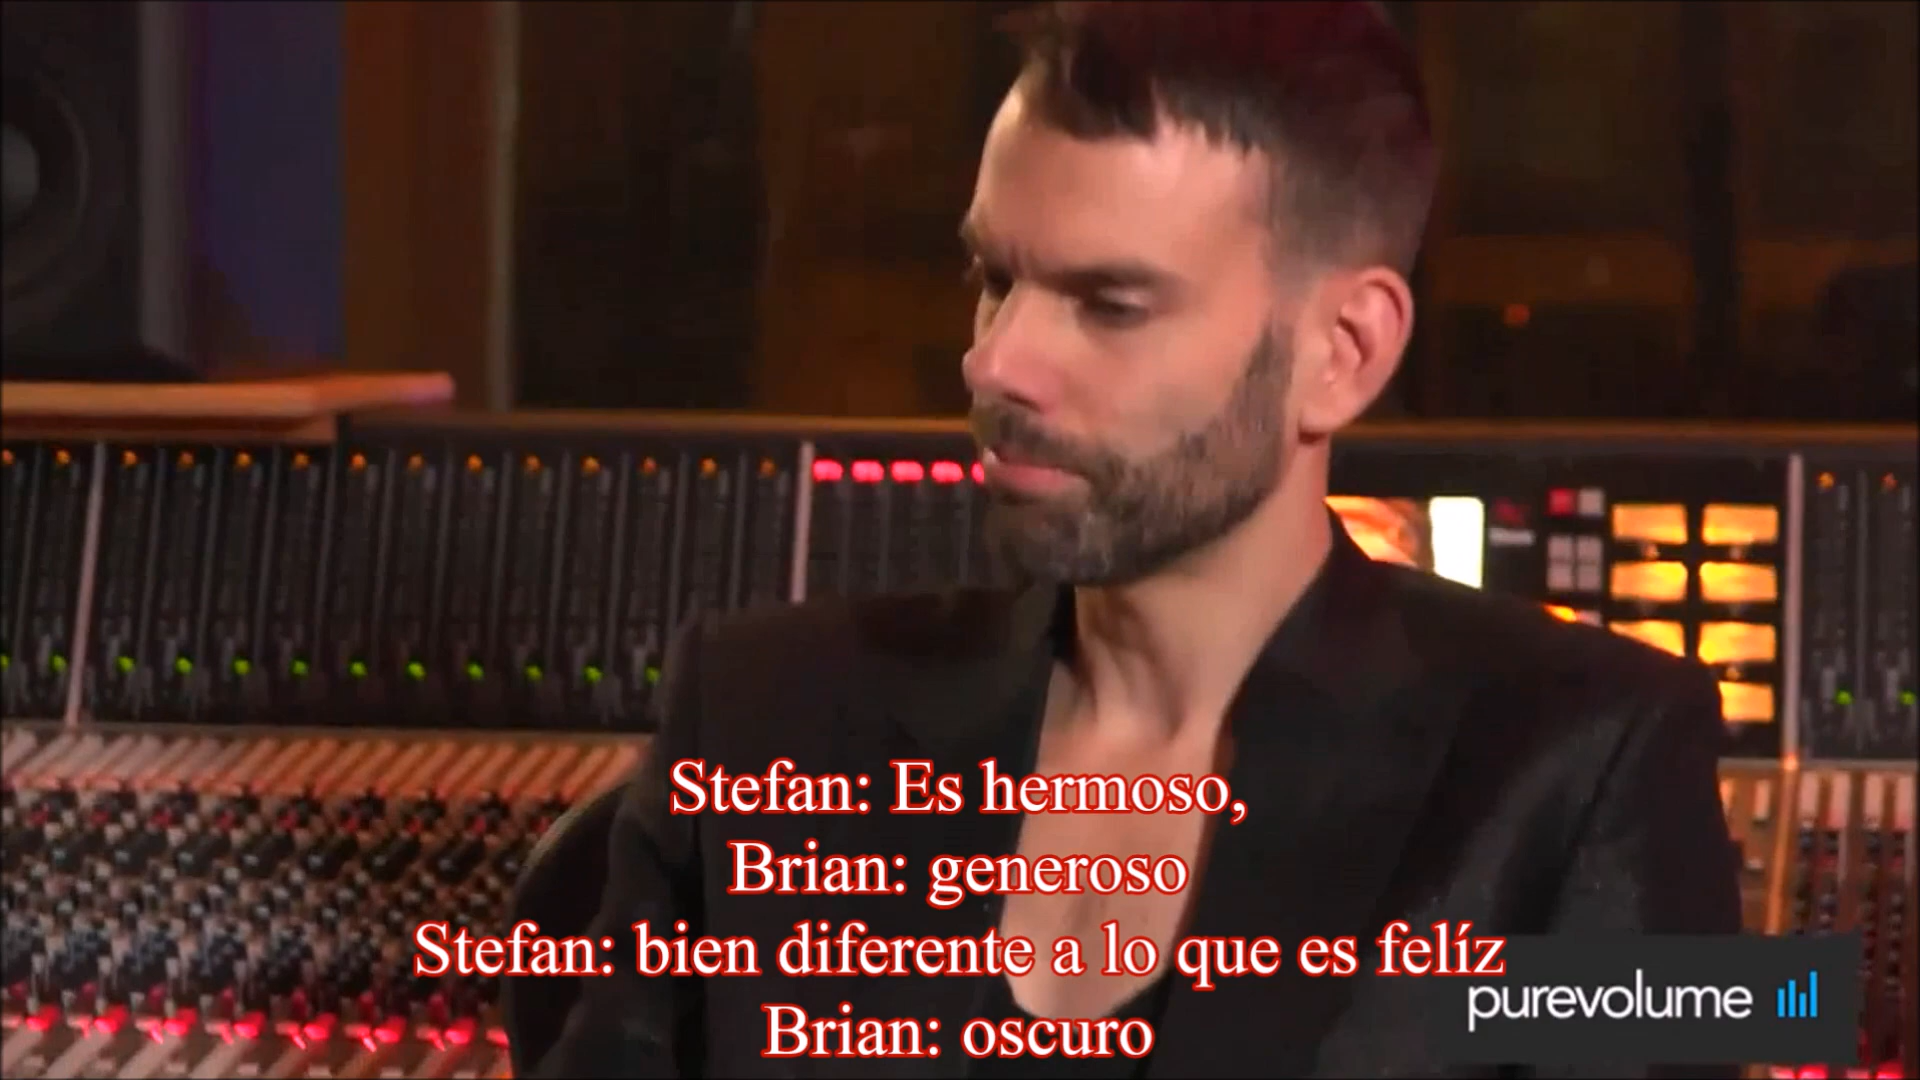 Stefan: Es hermoso,
Brian: generoso
Stefan: bien diferente a lo que es felíz
Brian: oscuro
purevolume